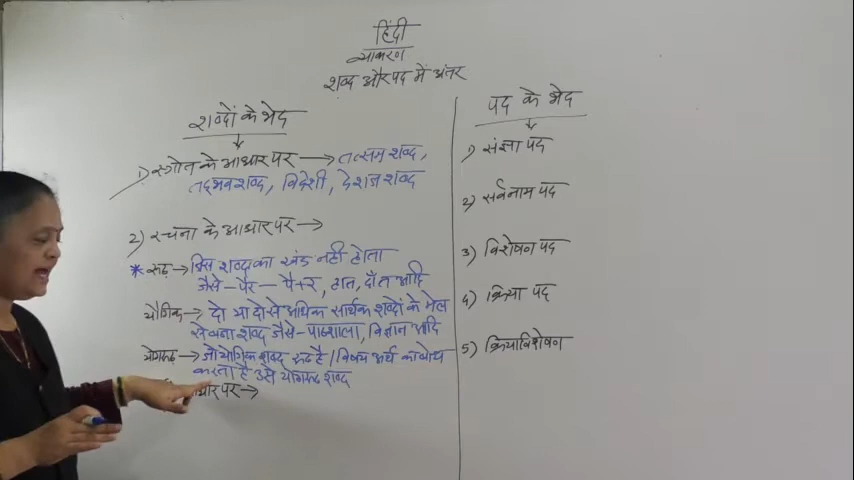 हिंदी
व्याकरण
शब्द और पद में अंतर
शब्दों के भेद
1) स्त्रोत के आधार पर → तत्सम शब्द,
तद्भव शब्द, विदेशी, देशज शब्द
2) रचना के आधार पर →
* रूढ़ → जिस शब्द का खंड नहीं होता
जैसे - पैर - पै + र, हाथ, दाँत आदि
यौगिक → दो या दो से अधिक सार्थक शब्दों के मेल
से बना शब्द जैसे - पाठशाला, विज्ञान आदि
योगरूढ़ → जो यौगिक शब्द रूढ है / विषय अर्थ का बोध
करता है उसे योगरूढ शब्द
आधार पर →
पद के भेद
1) संज्ञा पद
2) सर्वनाम पद
3) विशेषण पद
4) क्रिया पद
5) क्रियाविशेषण